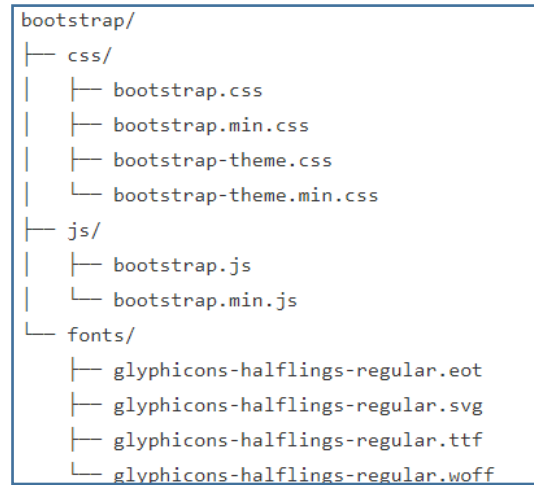 bootstrap/
├── css/
│   ├── bootstrap.css
│   ├── bootstrap.min.css
│   ├── bootstrap-theme.css
│   └── bootstrap-theme.min.css
├── js/
│   ├── bootstrap.js
│   └── bootstrap.min.js
└── fonts/
    ├── glyphicons-halflings-regular.eot
    ├── glyphicons-halflings-regular.svg
    ├── glyphicons-halflings-regular.ttf
    └── glyphicons-halflings-regular.woff